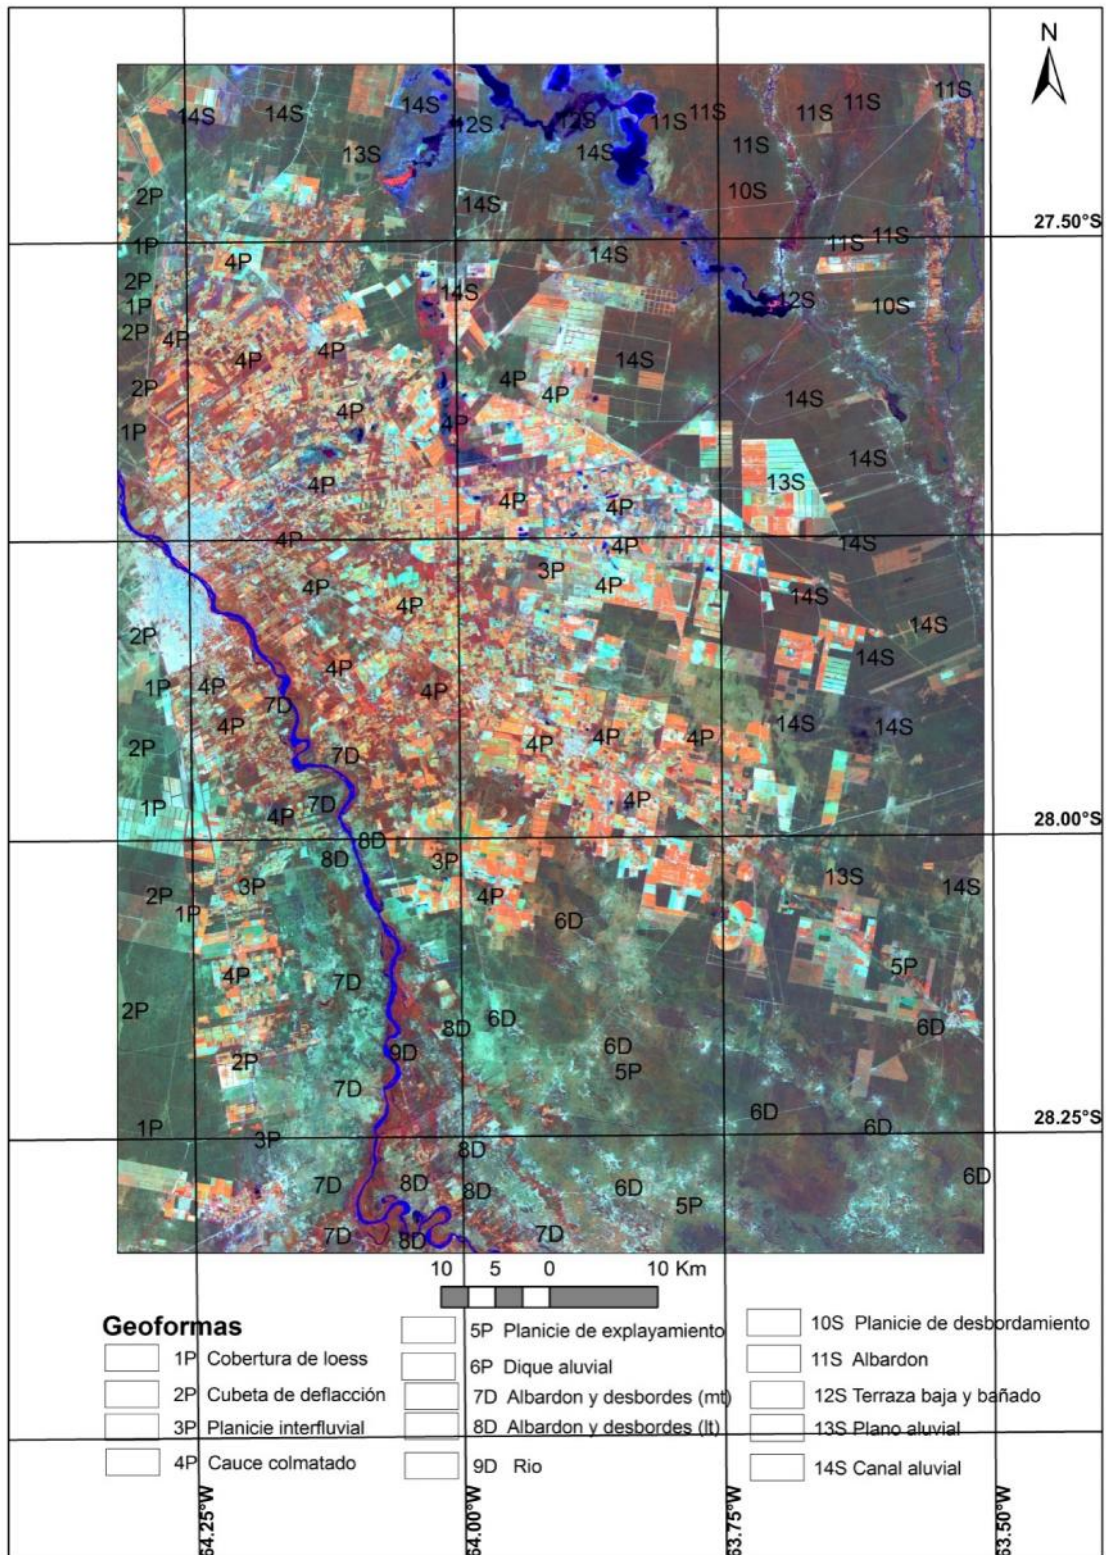 N
14S 14S 14S 12S 12S 11S 11S 11S 11S 11S
13S 14S 11S
2P 14S 10S
27.50°S
1P 4P 14S 11S 11S
2P 14S 12S 10S
1P
2P 4P 4P 4P 14S
2P 4P 4P 4P 4P 14S
1P
4P 4P 4P 13S 14S
4P 4P 14S
3P 4P
4P 4P 14S
2P 4P 14S
1P 4P 7D 4P 14S
4P 4P 4P 4P 14S 14S
2P 7D
1P 4P 7D 4P
28.00°S
8D
8D 3P
2P 3P 4P 13S 14S
1P 6D
4P 7D 5P
2P 8D 6D 6D
2P 9D 6D
7D 5P
1P 6D 6D
28.25°S
3P 8D
7D 8D 8D 6D 5P 6D
7D 8D 7D
10 5 0 10 Km
Geoformas
1P Cobertura de loess
2P Cubeta de deflacción
3P Planicie interfluvial
4P Cauce colmatado
5P Planicie de explayamiento
6P Dique aluvial
7D Albardon y desbordes (mt)
8D Albardon y desbordes (lt)
9D Rio
10S Planicie de desbordamiento
11S Albardon
12S Terraza baja y bañado
13S Plano aluvial
14S Canal aluvial
64.25°W
64.00°W
63.75°W
63.50°W